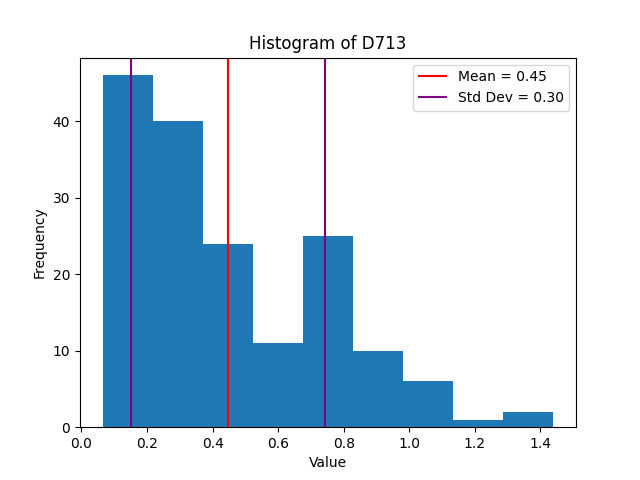 Histogram of D713
Mean = 0.45
Std Dev = 0.30
Frequency
40
30
20
10
0
0.0 0.2 0.4 0.6 0.8 1.0 1.2 1.4
Value